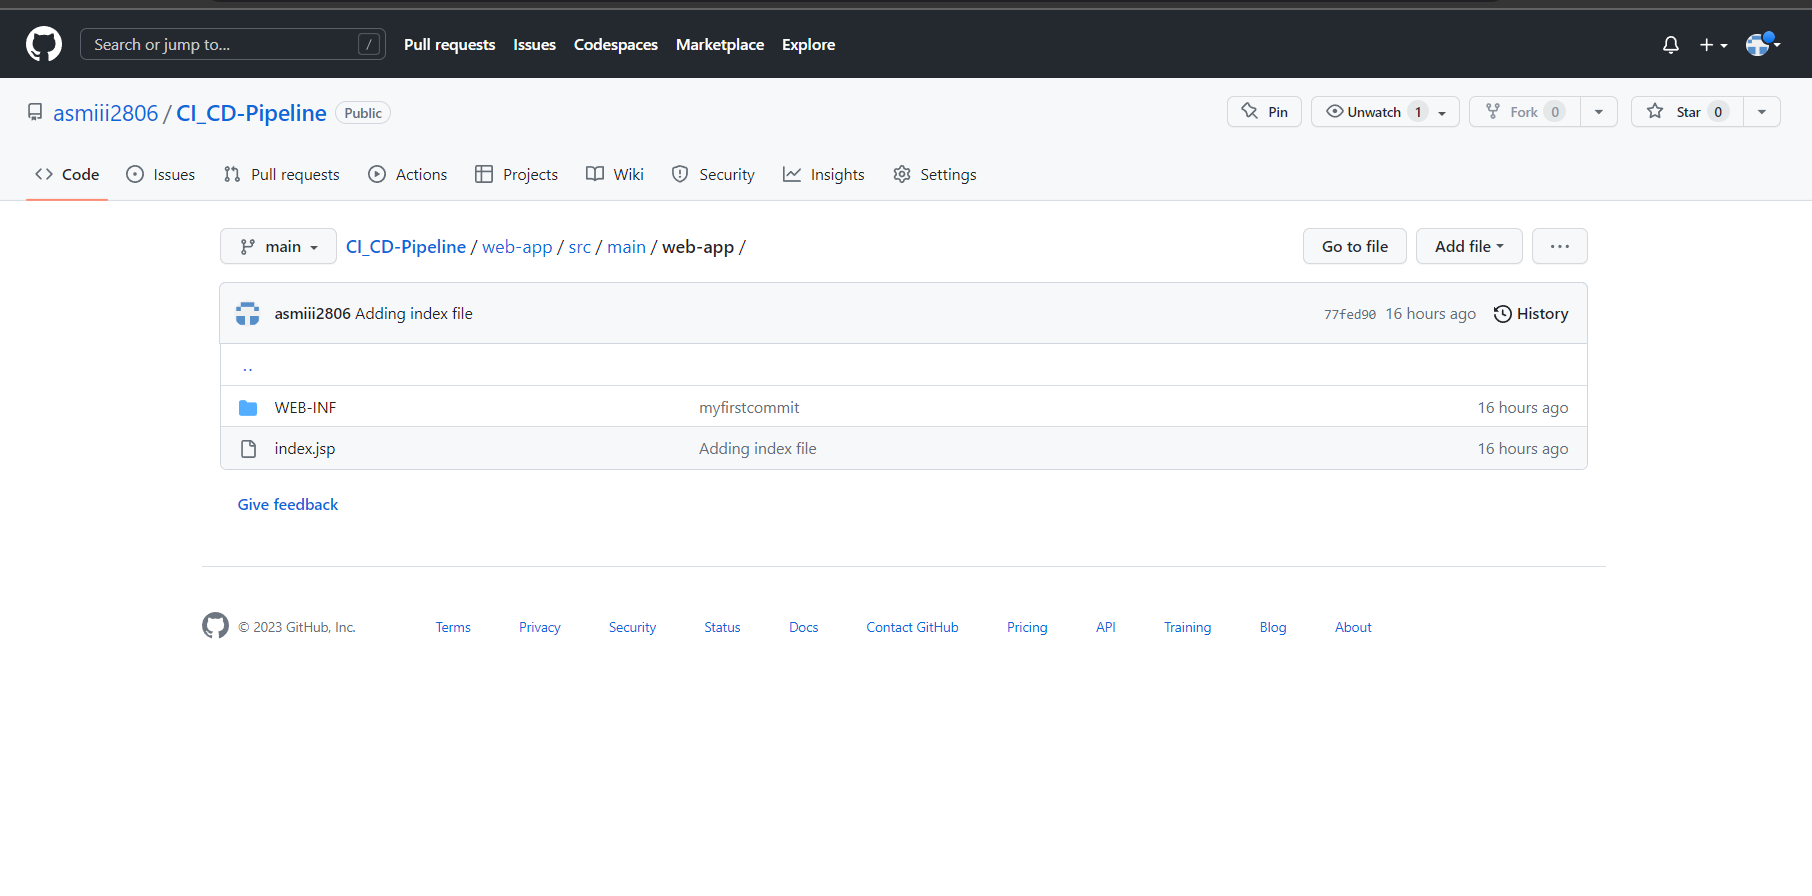 Search or jump to... /
Pull requests Issues Codespaces Marketplace Explore
asmiii2806 / CI_CD-Pipeline Public
Pin Unwatch 1 Fork 0 Star 0
Code Issues Pull requests Actions Projects Wiki Security Insights Settings
main CI_CD-Pipeline / web-app / src / main / web-app / Go to file Add file ...
asmiii2806 Adding index file 77fed90 16 hours ago History
..
WEB-INF myfirstcommit 16 hours ago
index.jsp Adding index file 16 hours ago
Give feedback
© 2023 GitHub, Inc. Terms Privacy Security Status Docs Contact GitHub Pricing API Training Blog About